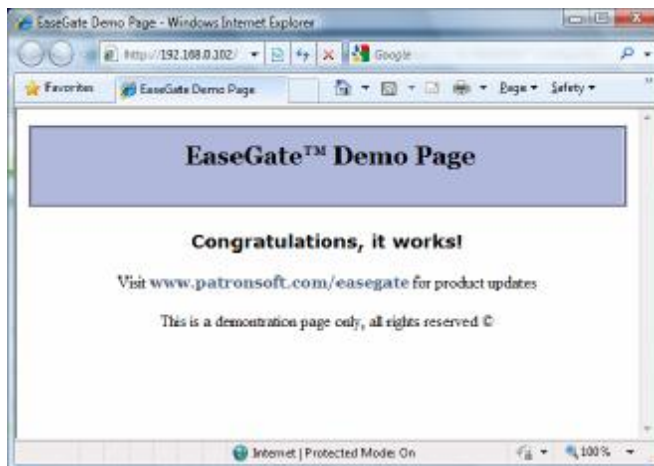 EaseGate Demo Page - Windows Internet Explorer
http://192.168.0.102/ Google
Favorites EaseGate Demo Page Page Safety
EaseGate™ Demo Page
Congratulations, it works!
Visit www.patronsoft.com/easegate for product updates
This is a demontration page only, all rights reserved ©
Internet | Protected Mode: On 100%